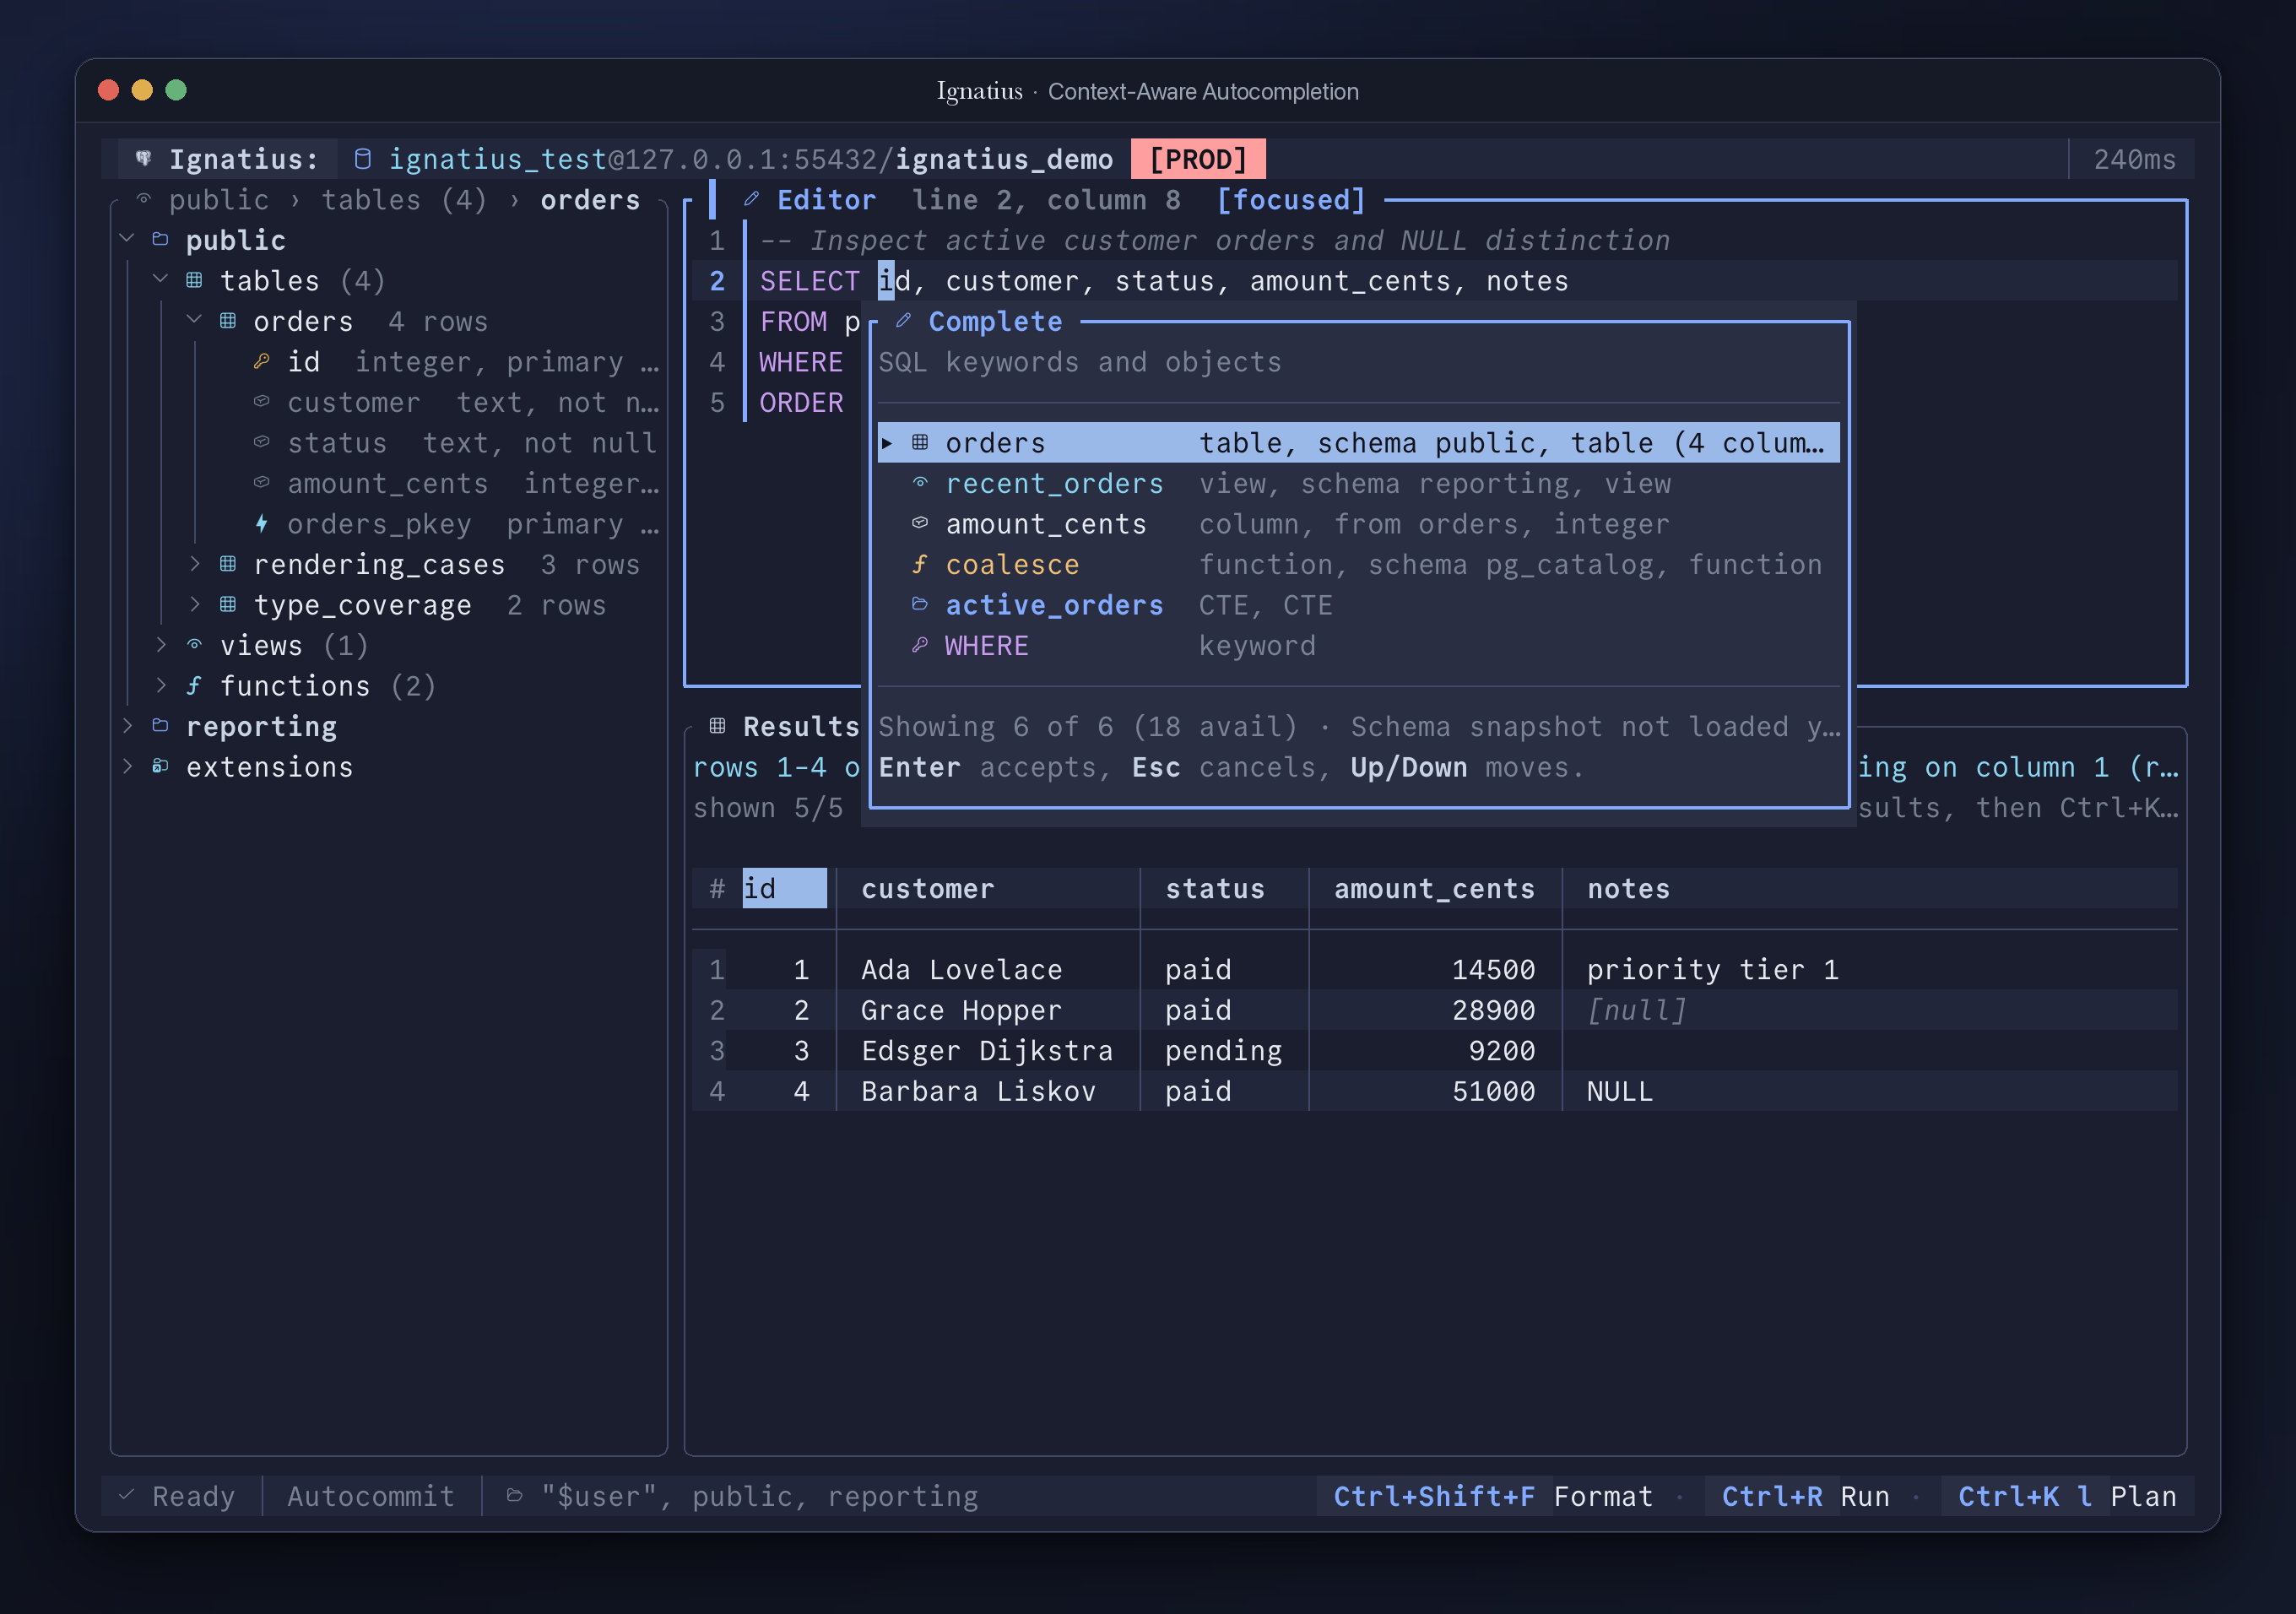 Ignatius · Context-Aware Autocompletion
Ignatius: ignatius_test@127.0.0.1:55432/ignatius_demo [PROD] 240ms
public › tables (4) › orders
public
tables (4)
orders 4 rows
id integer, primary …
customer text, not n…
status text, not null
amount_cents integer…
orders_pkey primary …
rendering_cases 3 rows
type_coverage 2 rows
views (1)
functions (2)
reporting
extensions
Editor line 2, column 8 [focused]
1 -- Inspect active customer orders and NULL distinction
2 SELECT id, customer, status, amount_cents, notes
3 FROM p
4 WHERE
5 ORDER
Complete
SQL keywords and objects
orders table, schema public, table (4 colum…
recent_orders view, schema reporting, view
amount_cents column, from orders, integer
coalesce function, schema pg_catalog, function
active_orders CTE, CTE
WHERE keyword
Showing 6 of 6 (18 avail) · Schema snapshot not loaded y…
Enter accepts, Esc cancels, Up/Down moves.
Results
rows 1-4 o ing on column 1 (r…
shown 5/5 sults, then Ctrl+K…
# id customer status amount_cents notes
1 1 Ada Lovelace paid 14500 priority tier 1
2 2 Grace Hopper paid 28900 [null]
3 3 Edsger Dijkstra pending 9200
4 4 Barbara Liskov paid 51000 NULL
Ready Autocommit "$user", public, reporting Ctrl+Shift+F Format · Ctrl+R Run · Ctrl+K l Plan